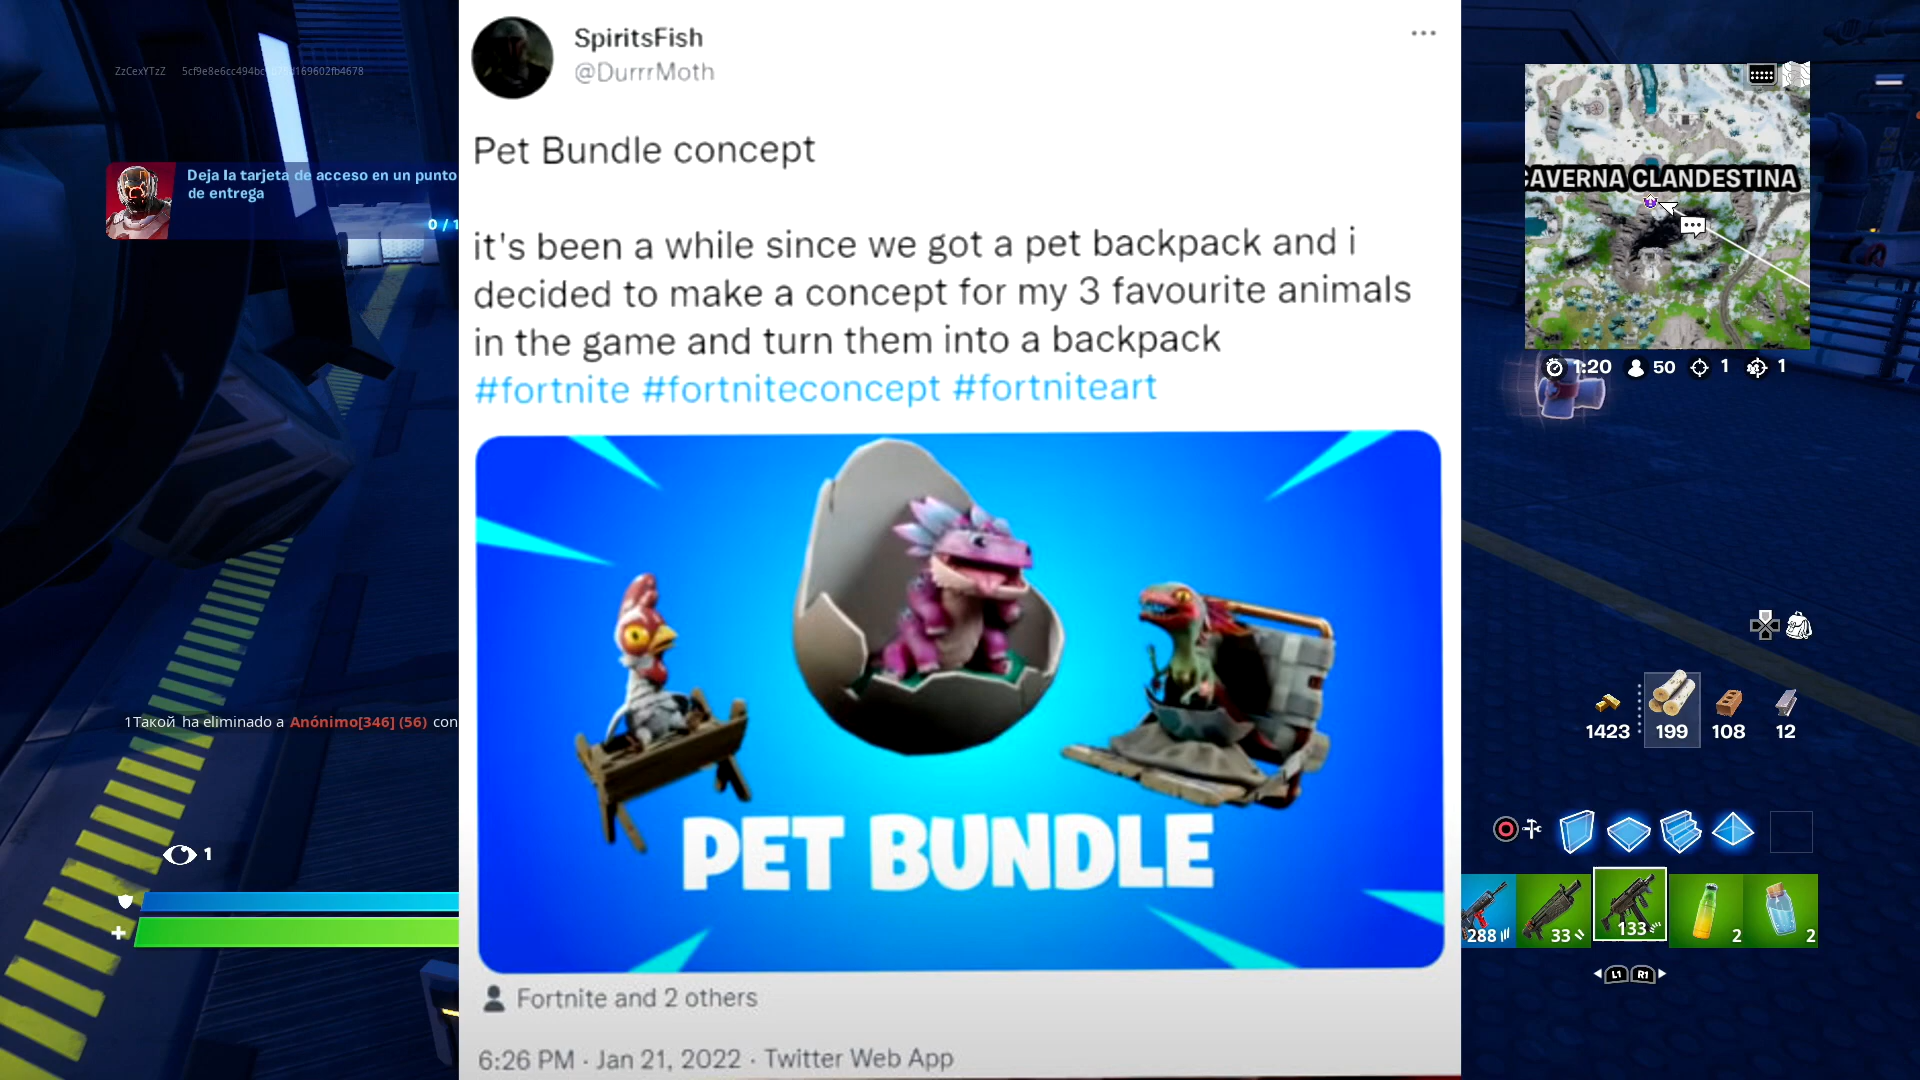 ZzCexYTzZ
Deja la tarjeta de acceso en un punto
de entrega
0 / 1
1Такой ha eliminado a Anónimo[346] (56) con
1
SpiritsFish
@DurrrMoth
Pet Bundle concept
it's been a while since we got a pet backpack and i
decided to make a concept for my 3 favourite animals
in the game and turn them into a backpack
#fortnite #fortniteconcept #fortniteart
PET BUNDLE
Fortnite and 2 others
6:26 PM · Jan 21, 2022 · Twitter Web App
CAVERNA CLANDESTINA
1:20 50 1 1
1423 199 108 12
288 33 133 2 2
L1 R1